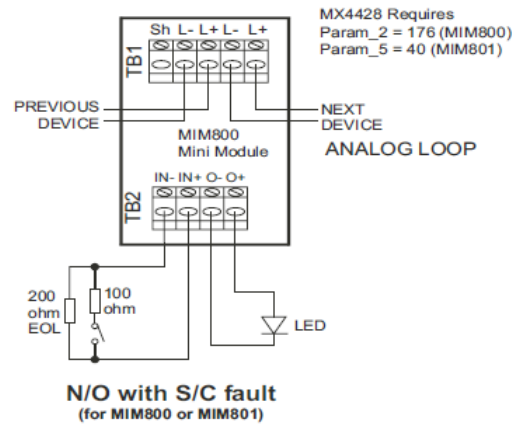 MX4428 Requires
Param_2 = 176 (MIM800)
Param_5 = 40 (MIM801)
Sh L- L+ L- L+
TB1
PREVIOUS
DEVICE
NEXT
DEVICE
MIM800
Mini Module
ANALOG LOOP
IN- IN+ O- O+
TB2
200
ohm
EOL
100
ohm
LED
N/O with S/C fault
(for MIM800 or MIM801)